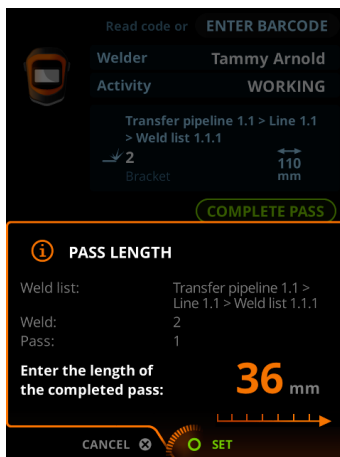 Read code or ENTER BARCODE
Welder Tammy Arnold
Activity WORKING
Transfer pipeline 1.1 > Line 1.1
> Weld list 1.1.1
2
110
Bracket mm
COMPLETE PASS
PASS LENGTH
Weld list: Transfer pipeline 1.1 >
Line 1.1 > Weld list 1.1.1
Weld: 2
Pass: 1
Enter the length of
the completed pass: 36 mm
CANCEL SET